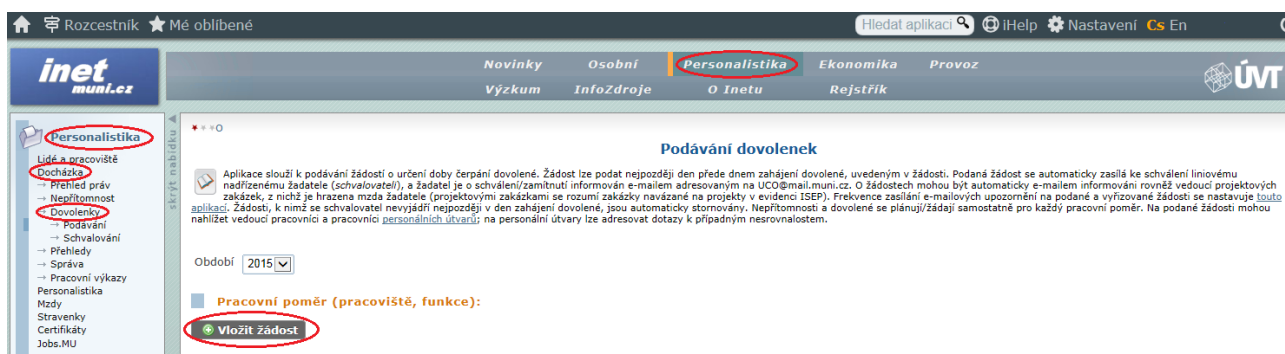 Rozcestník Mé oblíbené Hledat aplikaci iHelp Nastavení Cs En
inet
muni.cz
Novinky Osobní Personalistika Ekonomika Provoz
Výzkum InfoZdroje O Inetu Rejstřík
ÚVT
Personalistika
Lidé a pracoviště
Docházka
→ Přehled práv
→ Nepřítomnost
→ Dovolenky
→ Podávání
→ Schvalování
→ Přehledy
→ Správa
→ Pracovní výkazy
Personalistika
Mzdy
Stravenky
Certifikáty
Jobs.MU
skrýt nabídku
Podávání dovolenek
Aplikace slouží k podávání žádostí o určení doby čerpání dovolené. Žádost lze podat nejpozději den přede dnem zahájení dovolené, uvedeným v žádosti. Podaná žádost se automaticky zasílá ke schválení liniovému
nadřízenému žadatele (schvalovateli), a žadatel je o schválení/zamítnutí informován e-mailem adresovaným na UCO@mail.muni.cz. O žádostech mohou být automaticky e-mailem informováni rovněž vedoucí projektových
zakázek, z nichž je hrazena mzda žadatele (projektovými zakázkami se rozumí zakázky navázané na projekty v evidenci ISEP). Frekvence zasílání e-mailových upozornění na podané a vyřizované žádosti se nastavuje touto
aplikací. Žádosti, k nimž se schvalovatel nevyjádří nejpozději v den zahájení dovolené, jsou automaticky stornovány. Nepřítomnosti a dovolené se plánují/žádají samostatně pro každý pracovní poměr. Na podané žádosti mohou
nahlížet vedoucí pracovníci a pracovníci personálních útvarů; na personální útvary lze adresovat dotazy k případným nesrovnalostem.
Období 2015
Pracovní poměr (pracoviště, funkce):
Vložit žádost